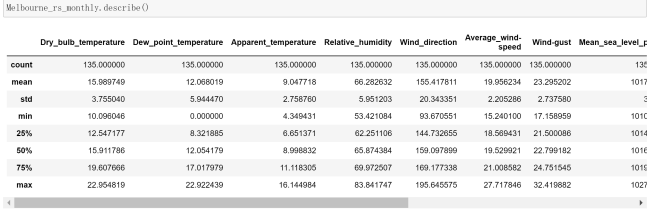 Melbourne_rs_monthly.describe()
Dry_bulb_temperature Dew_point_temperature Apparent_temperature Relative_humidity Wind_direction Average_wind-speed Wind-gust Mean_sea_level_p
count 135.000000 135.000000 135.000000 135.000000 135.000000 135.000000 135.000000 135
mean 15.989749 12.068019 9.047718 66.282632 155.417811 19.956234 23.295202 1017
std 3.755040 5.944470 2.758760 5.951203 20.343351 2.205286 2.737580 3
min 10.096046 0.000000 4.349431 53.421084 93.670551 15.240100 17.158959 1010
25% 12.547177 8.321885 6.651371 62.251106 144.732655 18.569431 21.500086 1014
50% 15.911786 12.054179 8.998832 65.874384 159.097899 19.529921 22.799182 1016
75% 19.607666 17.017979 11.118305 69.972507 169.177338 21.008582 24.751545 1019
max 22.954819 22.922439 16.144984 83.841747 195.645575 27.717846 32.419882 1027